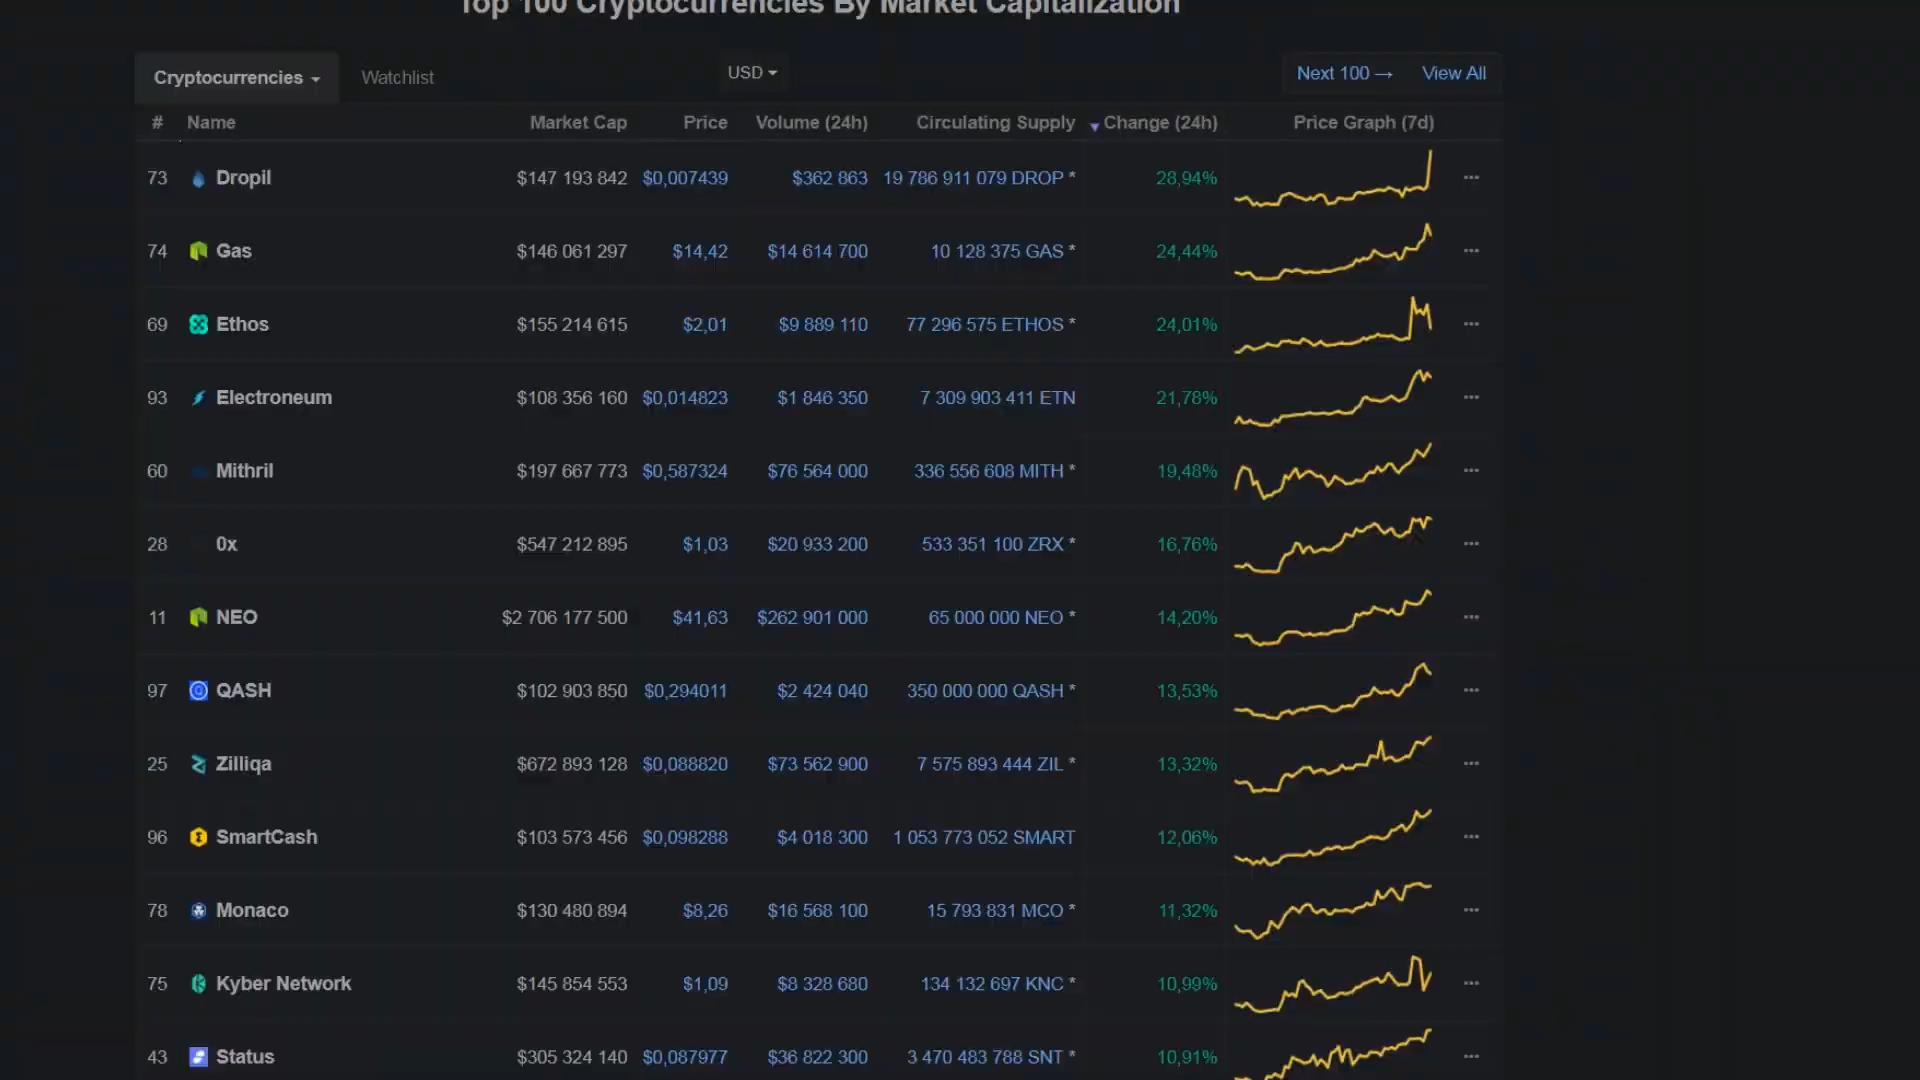 Top 100 Cryptocurrencies By Market Capitalization
Cryptocurrencies Watchlist USD Next 100 → View All
# Name Market Cap Price Volume (24h) Circulating Supply Change (24h) Price Graph (7d)
73 Dropil $147 193 842 $0,007439 $362 863 19 786 911 079 DROP * 28,94%
74 Gas $146 061 297 $14,42 $14 614 700 10 128 375 GAS * 24,44%
69 Ethos $155 214 615 $2,01 $9 889 110 77 296 575 ETHOS * 24,01%
93 Electroneum $108 356 160 $0,014823 $1 846 350 7 309 903 411 ETN 21,78%
60 Mithril $197 667 773 $0,587324 $76 564 000 336 556 608 MITH * 19,48%
28 0x $547 212 895 $1,03 $20 933 200 533 351 100 ZRX * 16,76%
11 NEO $2 706 177 500 $41,63 $262 901 000 65 000 000 NEO * 14,20%
97 QASH $102 903 850 $0,294011 $2 424 040 350 000 000 QASH * 13,53%
25 Zilliqa $672 893 128 $0,088820 $73 562 900 7 575 893 444 ZIL * 13,32%
96 SmartCash $103 573 456 $0,098288 $4 018 300 1 053 773 052 SMART 12,06%
78 Monaco $130 480 894 $8,26 $16 568 100 15 793 831 MCO * 11,32%
75 Kyber Network $145 854 553 $1,09 $8 328 680 134 132 697 KNC * 10,99%
43 Status $305 324 140 $0,087977 $36 822 300 3 470 483 788 SNT * 10,91%